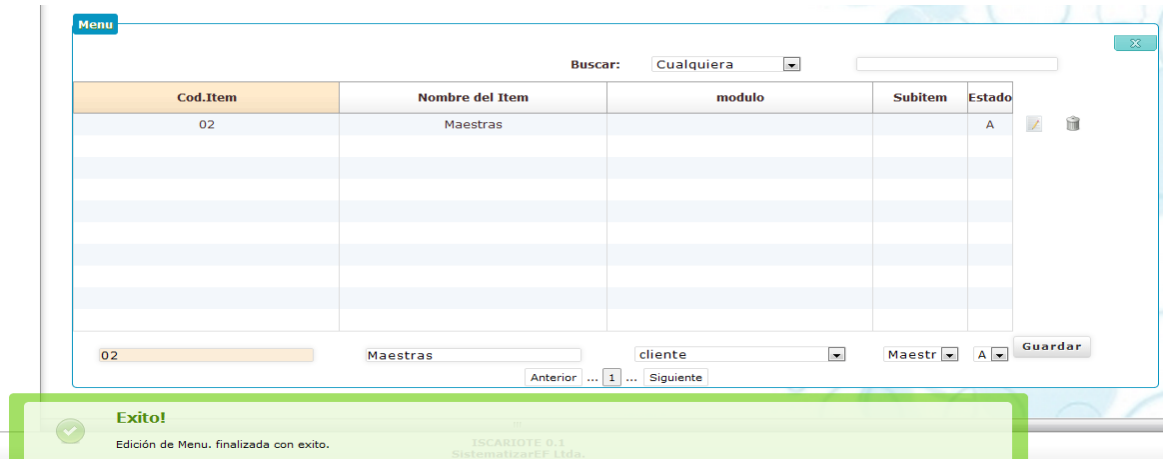 Menu
Buscar: Cualquiera
Cod.Item Nombre del Item modulo Subitem Estado
02 Maestras A
02 Maestras cliente Maestr A Guardar
Anterior ... 1 ... Siguiente
Exito!
Edición de Menu. finalizada con exito.
ISCARIOTE 0.1
SistematizarEF Ltda.